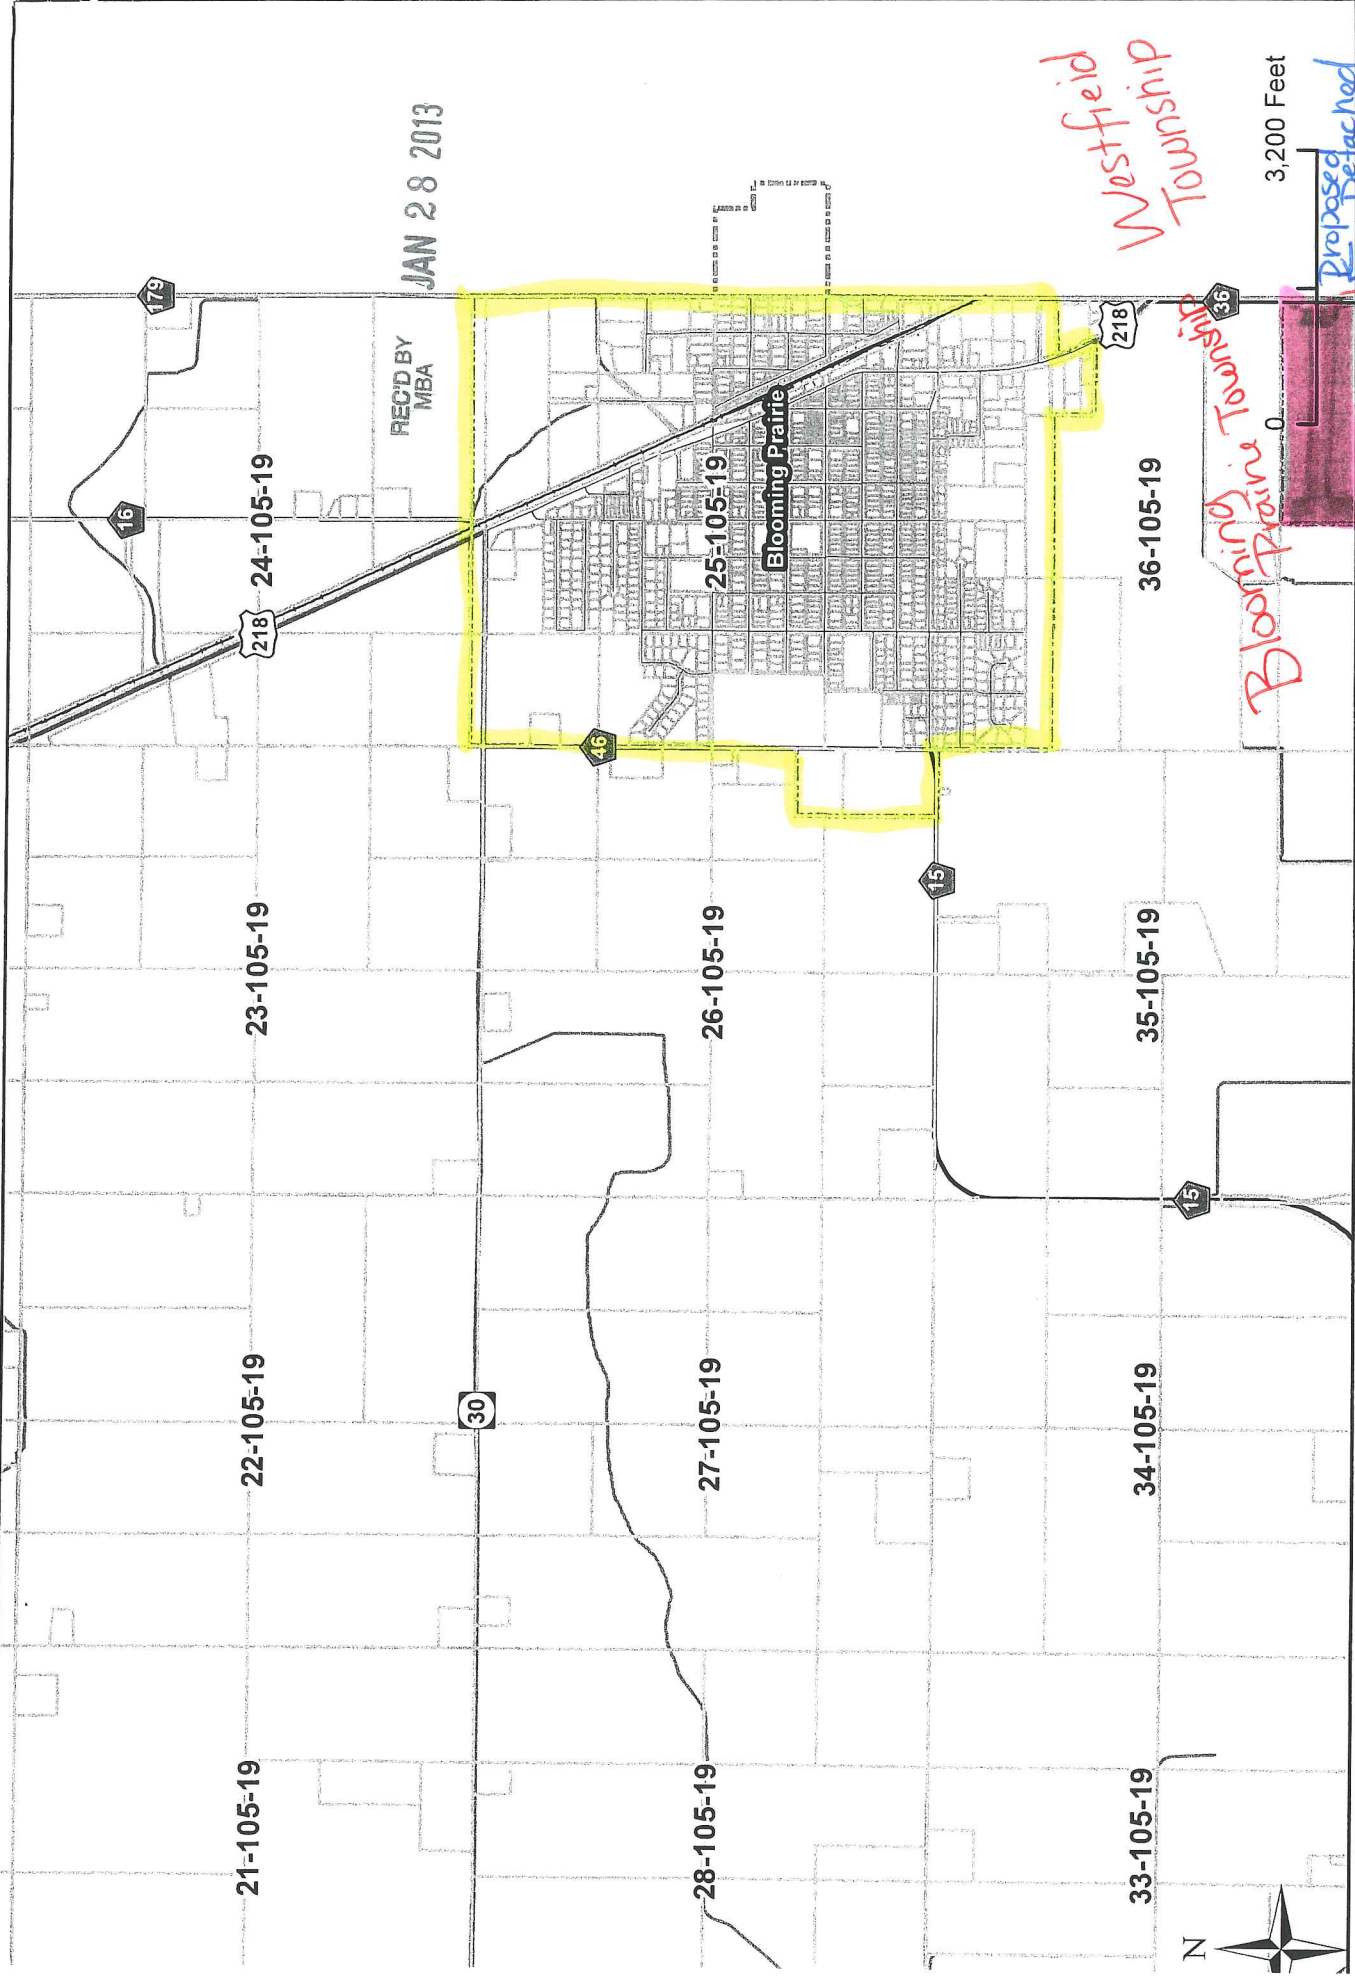 179
JAN 28 2013
REC'D BY
MBA
16
218
24-105-19
23-105-19
22-105-19
21-105-19
30
46
25-105-19
Blooming Prairie
26-105-19
27-105-19
28-105-19
15
218
36
36-105-19
35-105-19
34-105-19
33-105-19
15
Westfield
Township
Blooming
Prairie Township
N
0
3,200 Feet
Proposed
Detached